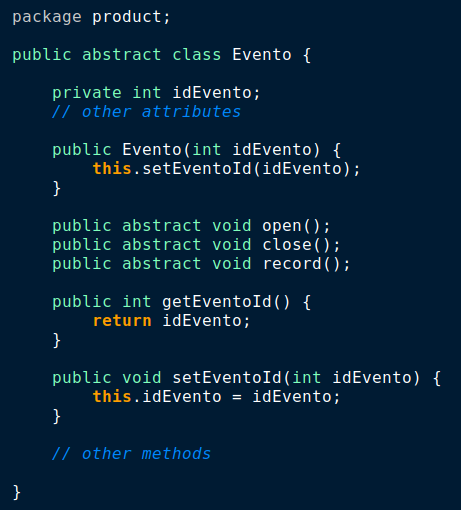 package product;
public abstract class Evento {
private int idEvento;
// other attributes
public Evento(int idEvento) {
this.setEventoId(idEvento);
}
public abstract void open();
public abstract void close();
public abstract void record();
public int getEventoId() {
return idEvento;
}
public void setEventoId(int idEvento) {
this.idEvento = idEvento;
}
// other methods
}